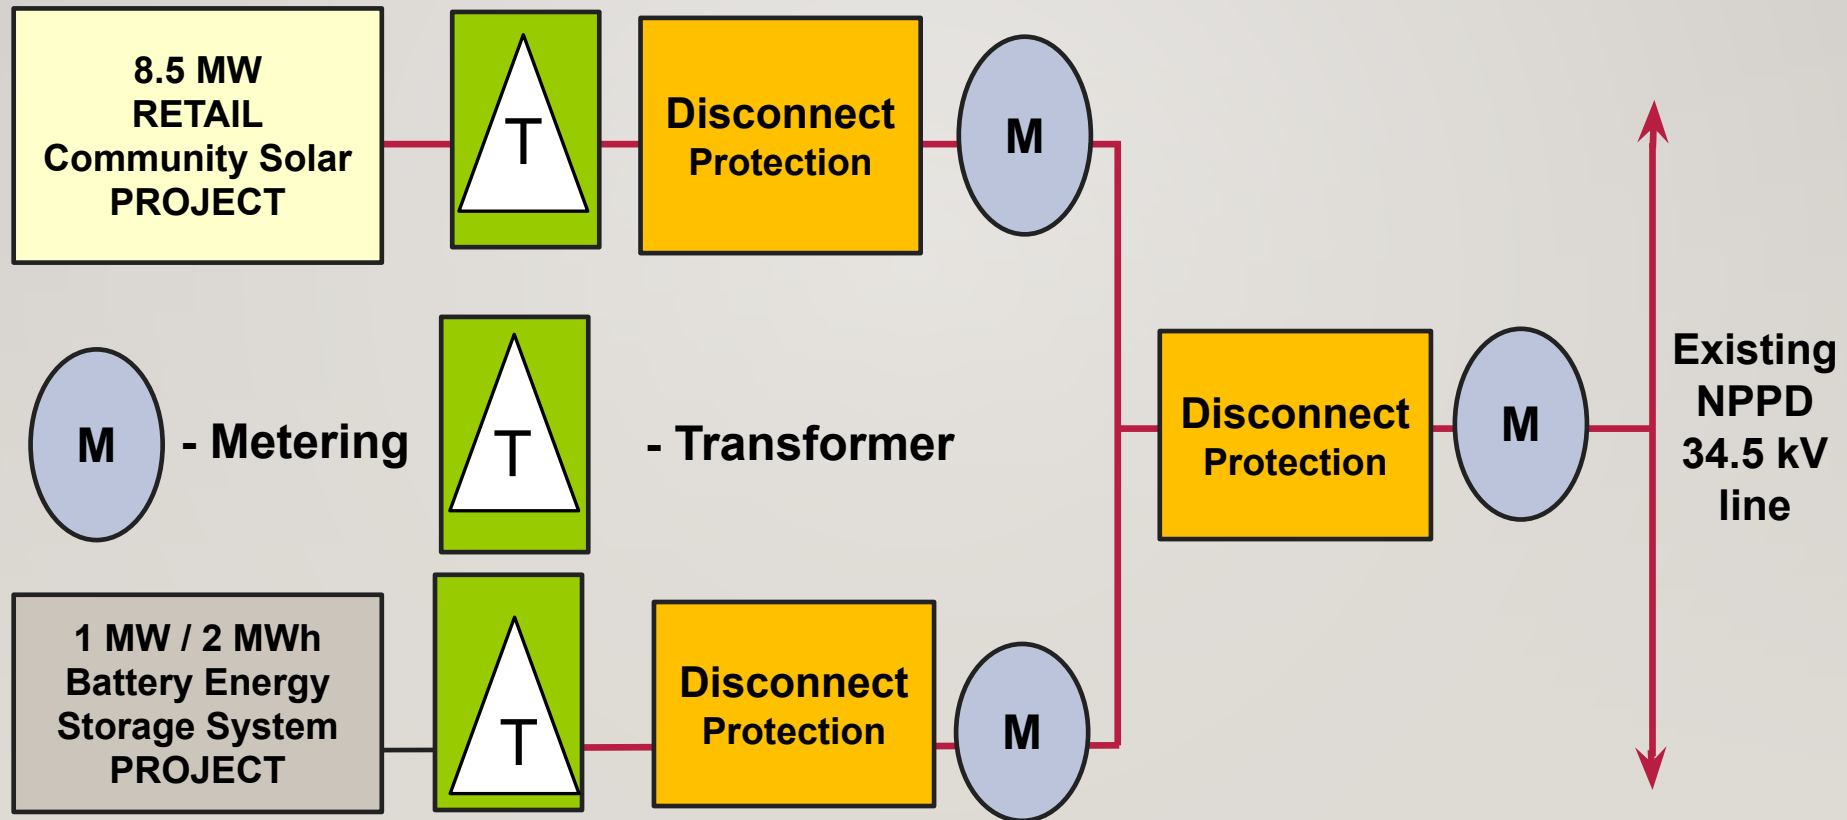 8.5 MW
RETAIL
Community Solar
PROJECT
T
Disconnect
Protection
M
M
- Metering
T
- Transformer
Disconnect
Protection
M
Existing
NPPD
34.5 kV
line
1 MW / 2 MWh
Battery Energy
Storage System
PROJECT
T
Disconnect
Protection
M